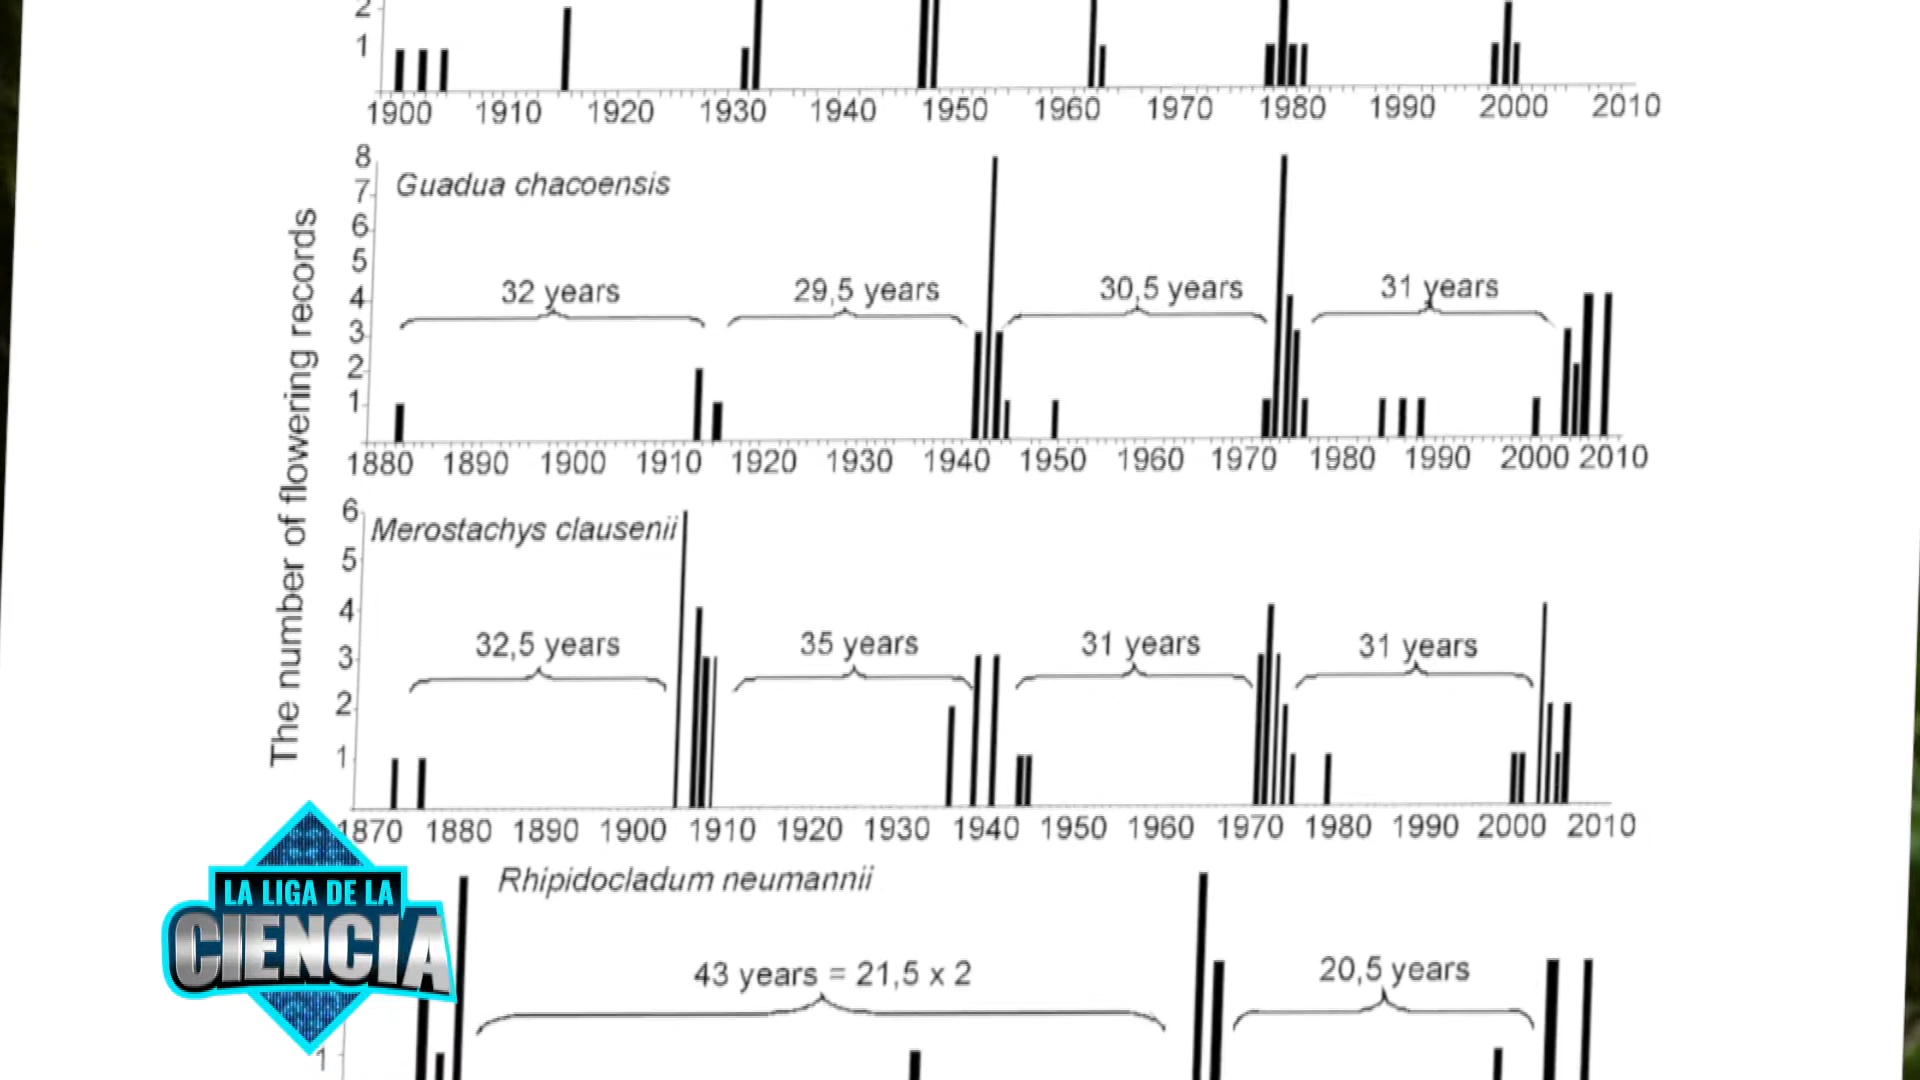 2
1
1900 1910 1920 1930 1940 1950 1960 1970 1980 1990 2000 2010
The number of flowering records
8
7
6
5
4
3
2
1
Guadua chacoensis
32 years 29,5 years 30,5 years 31 years
1880 1890 1900 1910 1920 1930 1940 1950 1960 1970 1980 1990 2000 2010
6
5
4
3
2
1
Merostachys clausenii
32,5 years 35 years 31 years 31 years
1870 1880 1890 1900 1910 1920 1930 1940 1950 1960 1970 1980 1990 2000 2010
Rhipidocladum neumannii
43 years = 21,5 x 2 20,5 years
1
LA LIGA DE LA
CIENCIA